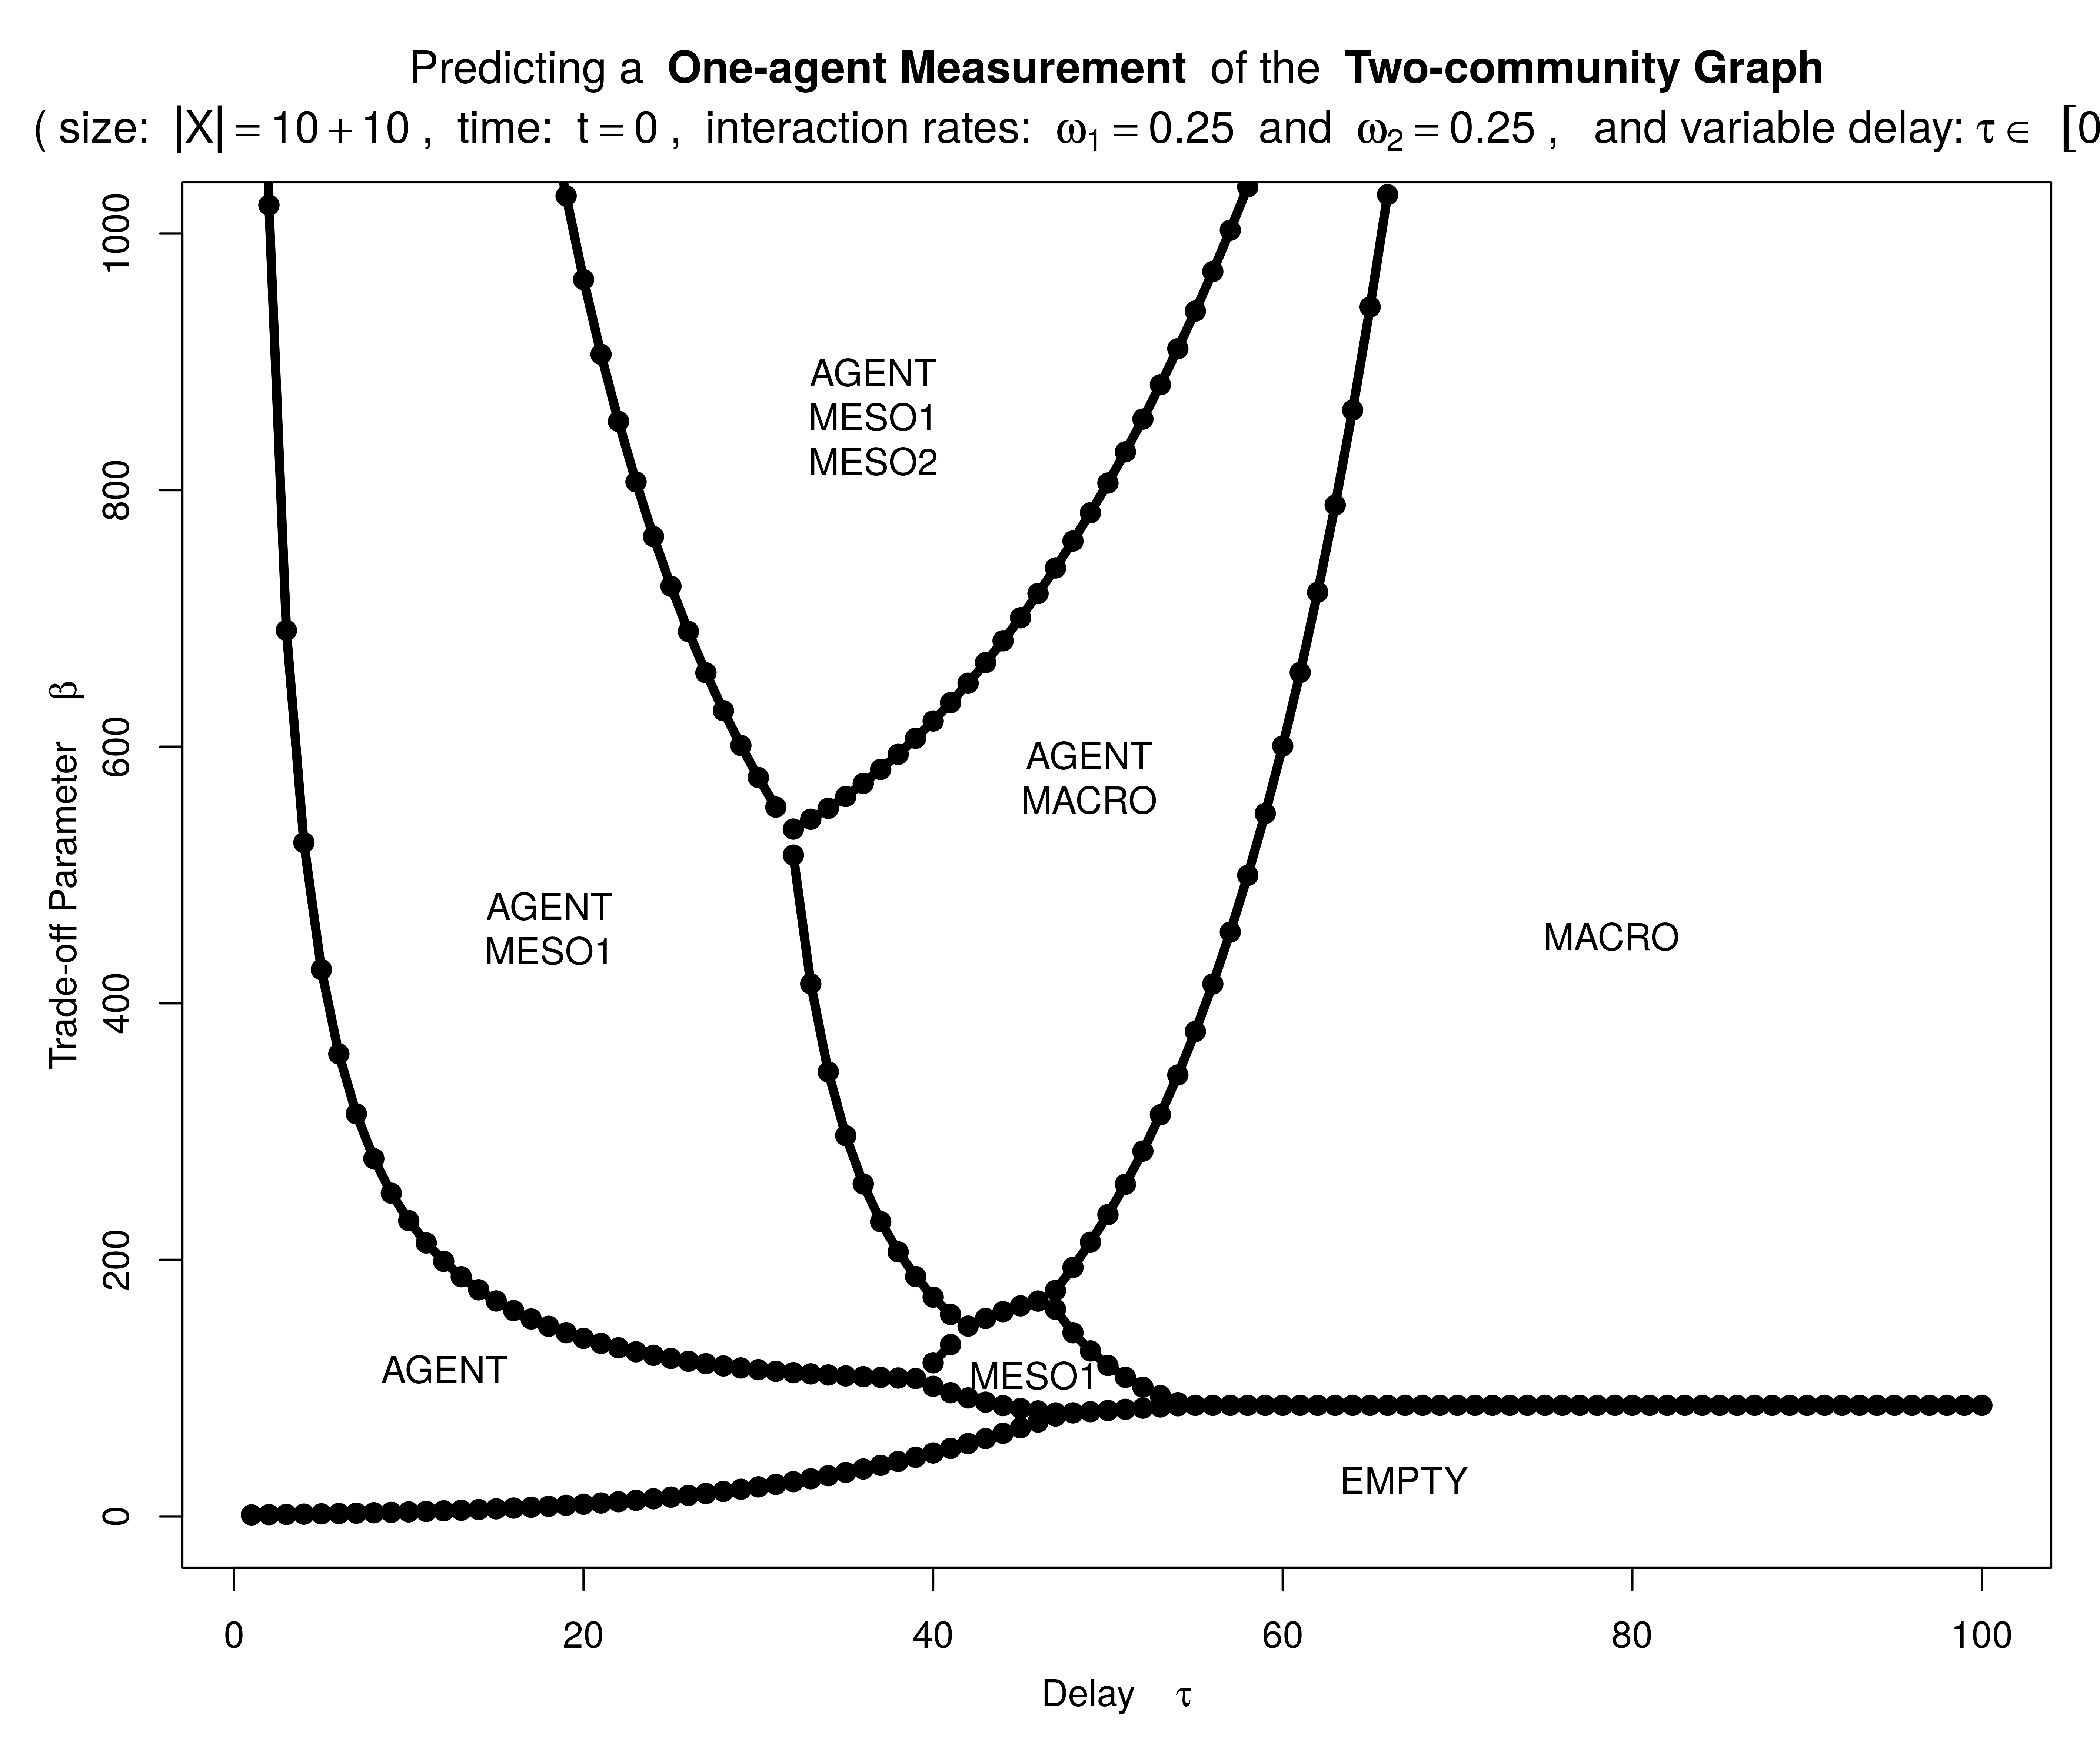 Predicting a One-agent Measurement of the Two-community Graph
( size: |X| = 10 + 10 , time: t = 0 , interaction rates: ω₁ = 0.25 and ω₂ = 0.25 , and variable delay: τ ∈ [0
1000
800
600
400
200
0
Trade-off Parameter β
AGENT
MESO1
MESO2
AGENT
MACRO
AGENT
MESO1
MACRO
AGENT
MESO1
EMPTY
0 20 40 60 80 100
Delay τ